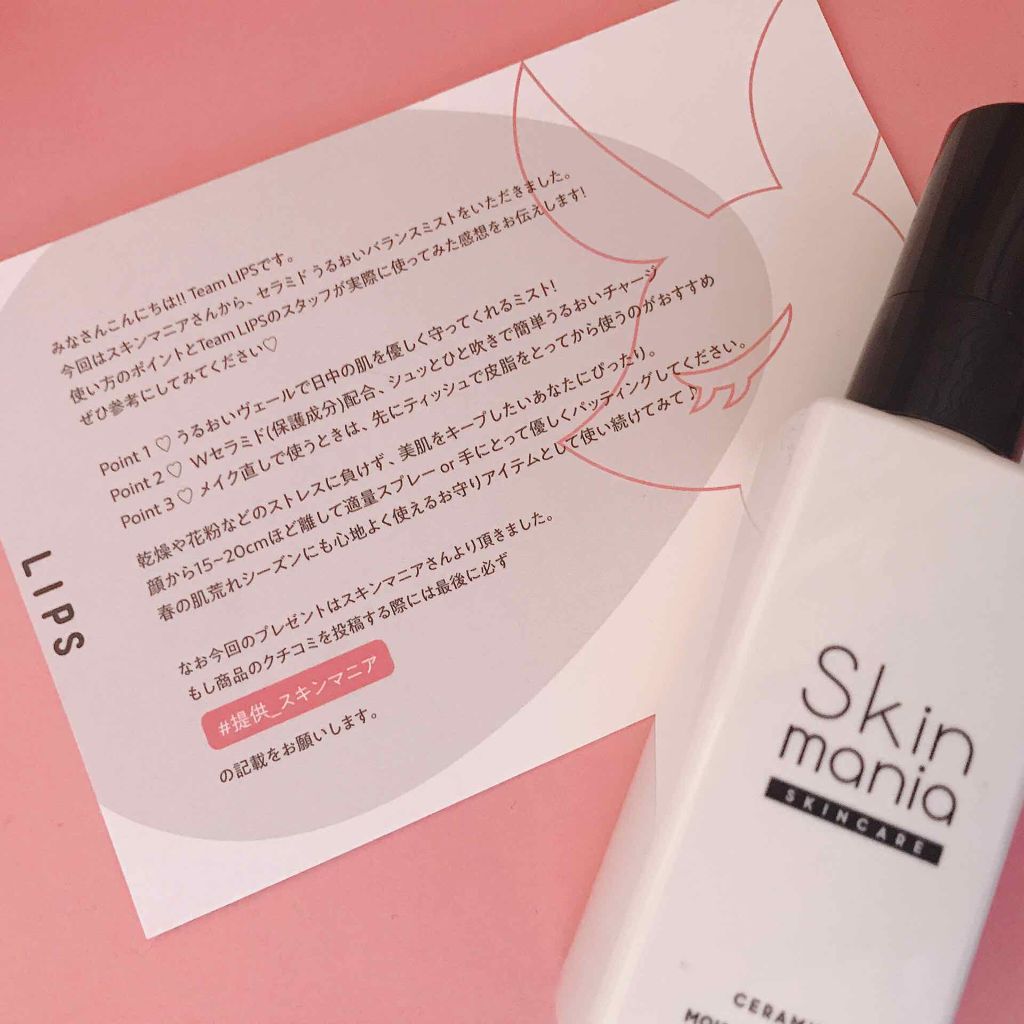 みなさんこんにちは!! Team LIPSです。
今回はスキンマニアさんから、セラミド うるおいバランスミストをいただきました。
使い方のポイントとTeam LIPSのスタッフが実際に使ってみた感想をお伝えします!
ぜひ参考にしてみてください♡
Point 1 ♡ うるおいヴェールで日中の肌を優しく守ってくれるミスト!
Point 2 ♡ Wセラミド(保護成分)配合、シュッとひと吹きで簡単うるおいチャージ
Point 3 ♡ メイク直しで使うときは、先にティッシュで皮脂をとってから使うのがおすすめ
乾燥や花粉などのストレスに負けず、美肌をキープしたいあなたにぴったり。
顔から15~20cmほど離して適量スプレー or 手にとって優しくパッティングしてください。
春の肌荒れシーズンにも心地よく使えるお守りアイテムとして使い続けてみて♪
なお今回のプレゼントはスキンマニアさんより頂きました。
もし商品のクチコミを投稿する際には最後に必ず
#提供_スキンマニア
の記載をお願いします。
LIPS
Skin
mania
SKINCARE